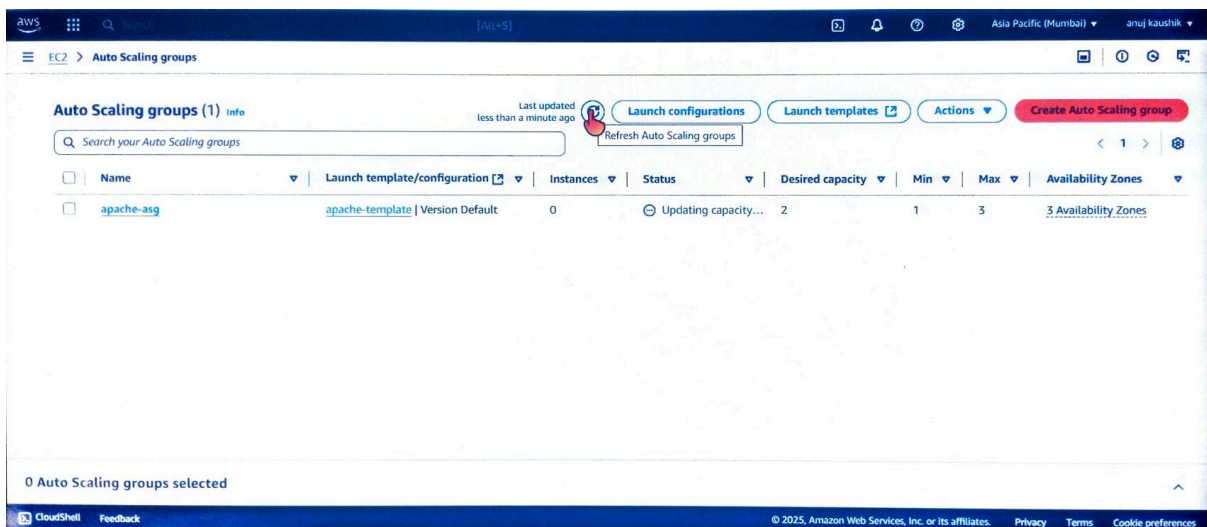 aws Search [Alt+S] Asia Pacific (Mumbai) anuj kaushik
EC2 > Auto Scaling groups
Auto Scaling groups (1) Info
Last updated
less than a minute ago
Launch configurations Launch templates Actions Create Auto Scaling group
Refresh Auto Scaling groups
Search your Auto Scaling groups
< 1 >
Name Launch template/configuration Instances Status Desired capacity Min Max Availability Zones
apache-asg apache-template | Version Default 0 Updating capacity... 2 1 3 3 Availability Zones
0 Auto Scaling groups selected
CloudShell Feedback © 2025, Amazon Web Services, Inc. or its affiliates. Privacy Terms Cookie preferences